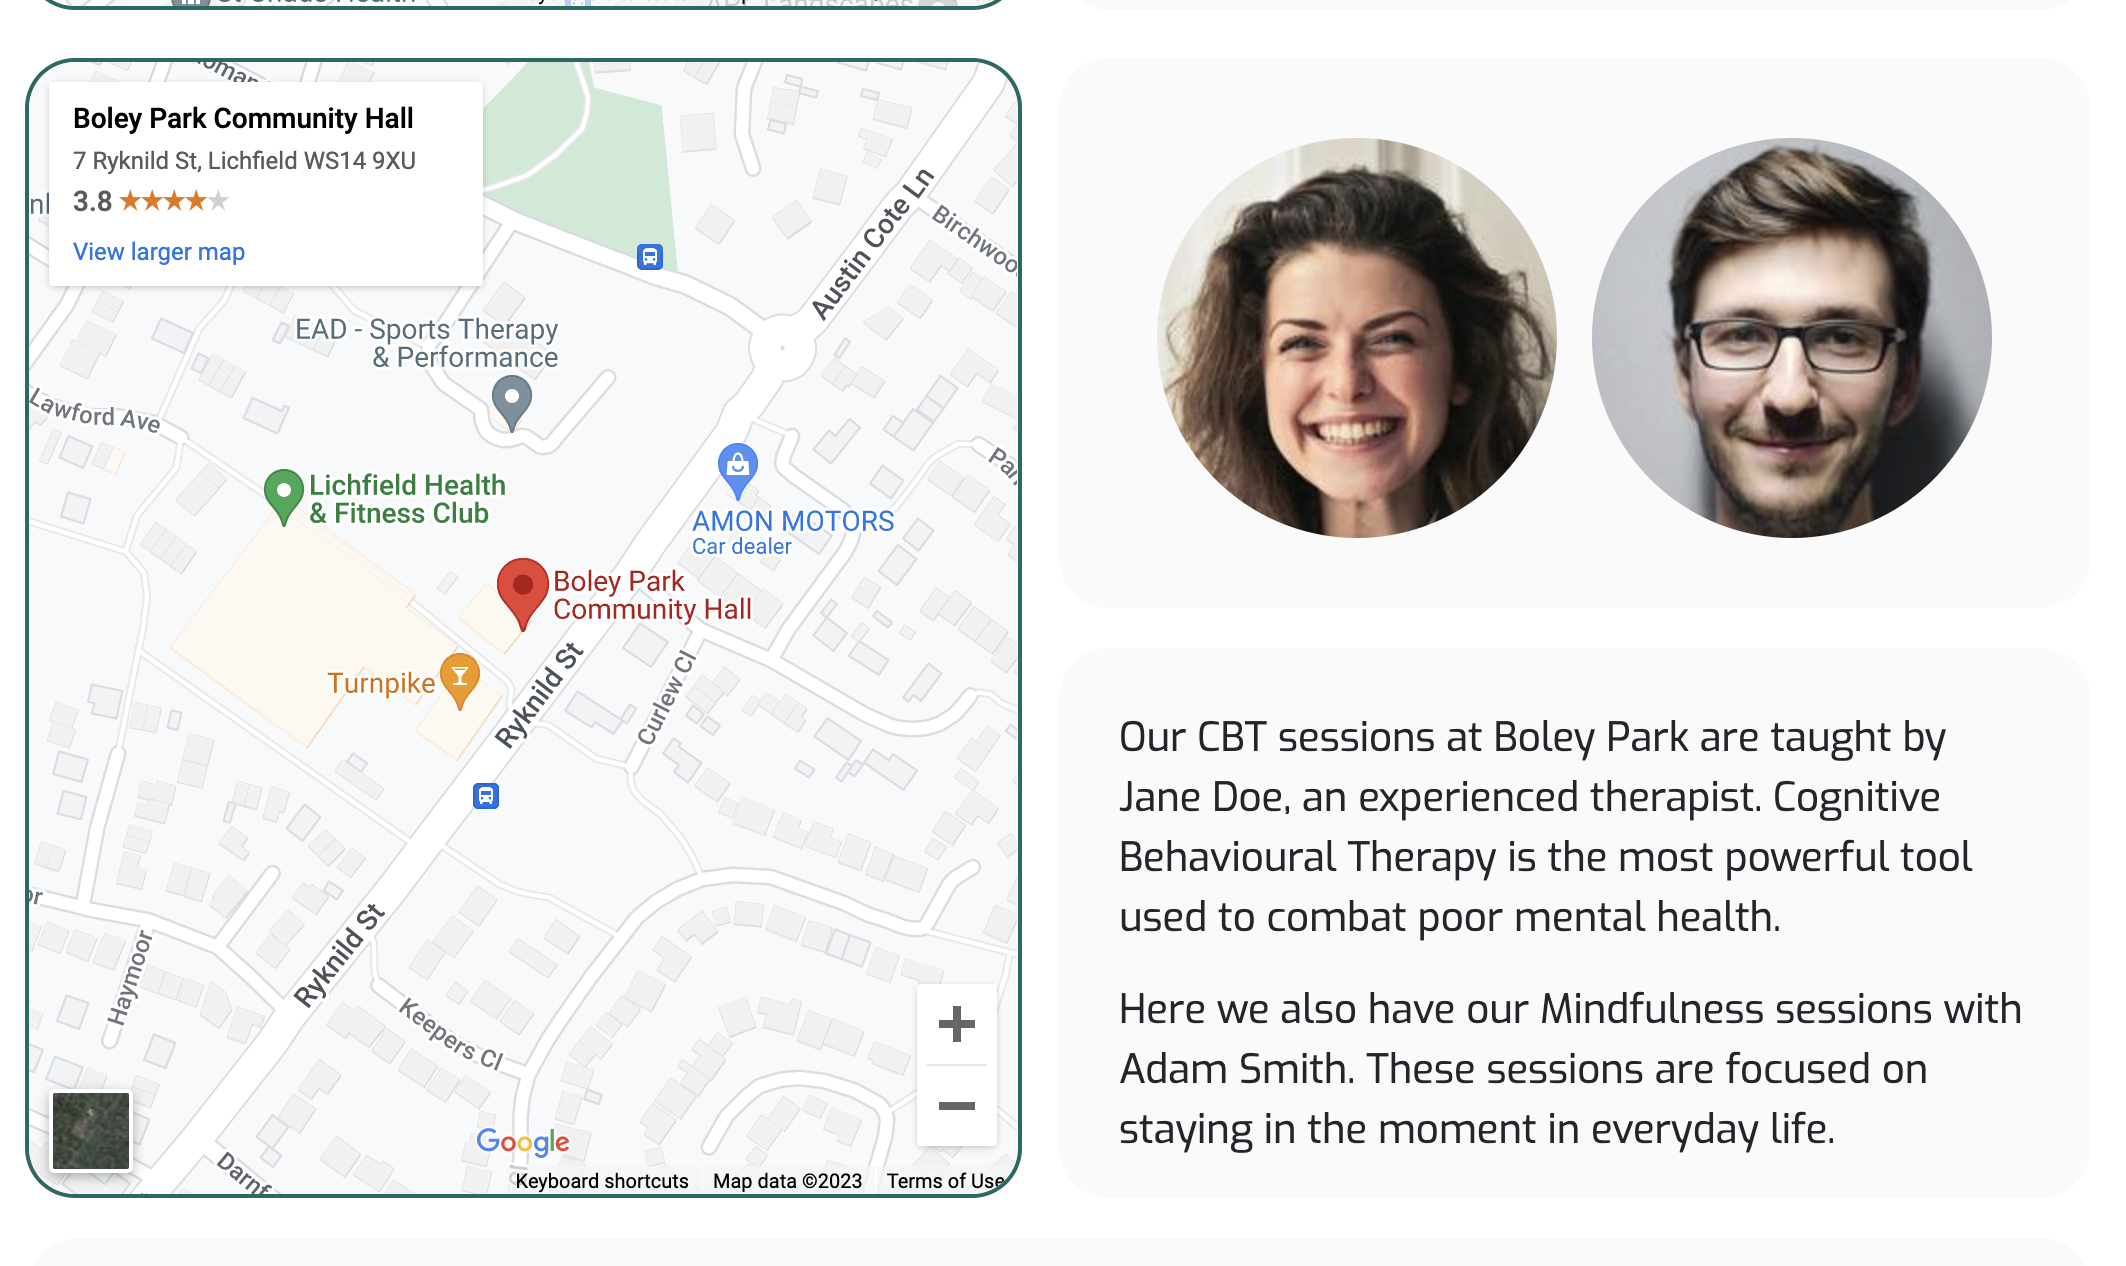 Boley Park Community Hall
7 Ryknild St, Lichfield WS14 9XU
3.8
View larger map
Austin Cote Ln
EAD - Sports Therapy
& Performance
Lawford Ave
Lichfield Health
& Fitness Club
AMON MOTORS
Car dealer
Boley Park
Community Hall
Turnpike
Ryknild St
Curlew Cl
Ryknild St
Haymoor
Keepers Cl
Google
Keyboard shortcuts
Map data ©2023
Terms of Use
Our CBT sessions at Boley Park are taught by
Jane Doe, an experienced therapist. Cognitive
Behavioural Therapy is the most powerful tool
used to combat poor mental health.
Here we also have our Mindfulness sessions with
Adam Smith. These sessions are focused on
staying in the moment in everyday life.